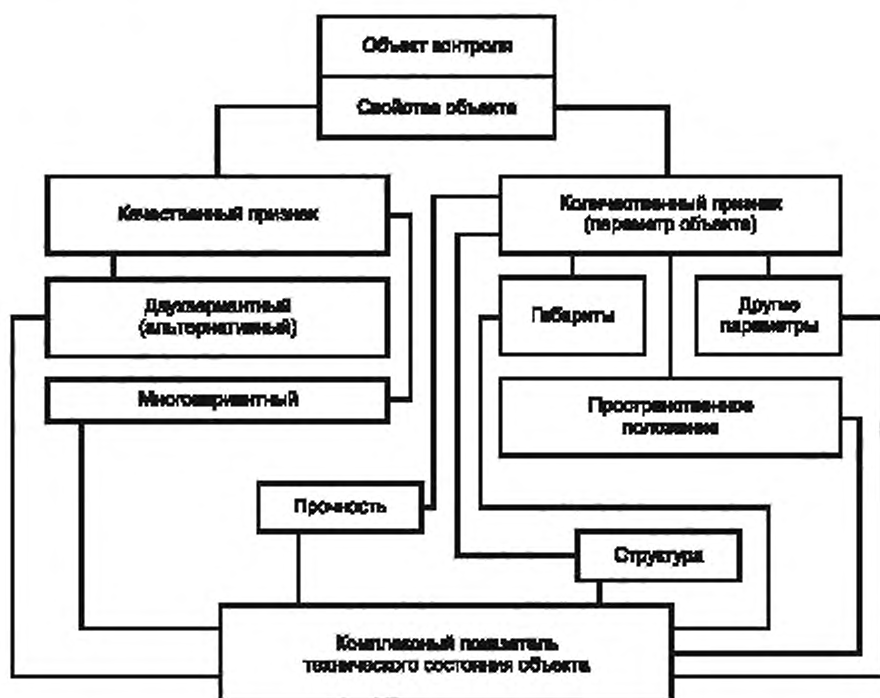 Объект контроля
Свойства объекта
Качественный признак
Количественный признак
(параметр объекта)
Двухвариантный
(альтернативный)
Габариты
Другие
параметры
Многовариантный
Пространственное
положение
Прочность
Структура
Комплексный показатель
технического состояния объекта